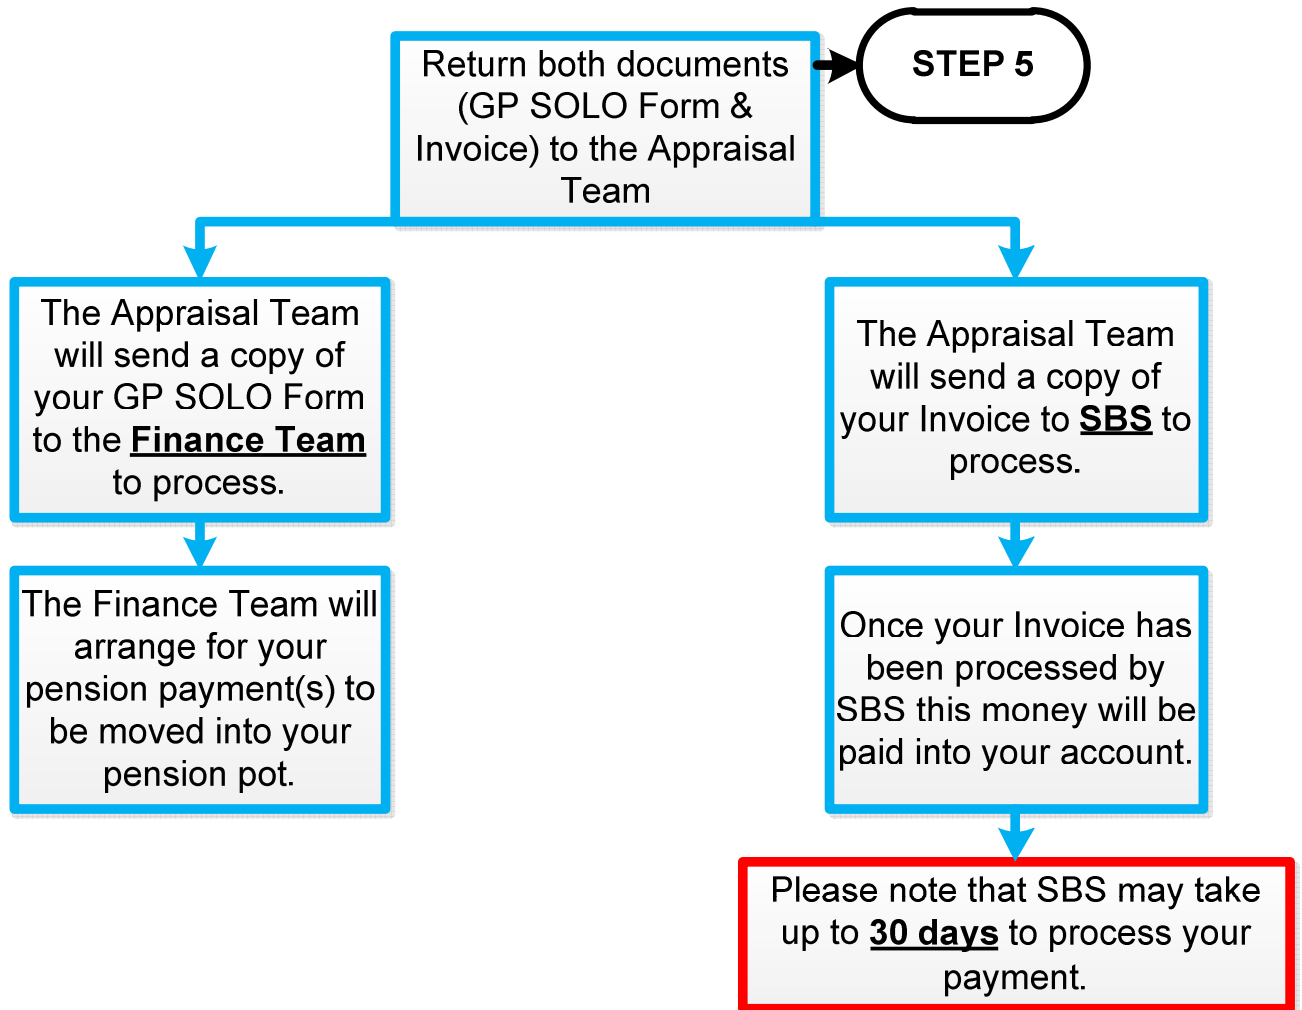 Return both documents
(GP SOLO Form &
Invoice) to the Appraisal
Team
STEP 5
The Appraisal Team
will send a copy of
your GP SOLO Form
to the Finance Team
to process.
The Appraisal Team
will send a copy of
your Invoice to SBS to
process.
The Finance Team will
arrange for your
pension payment(s) to
be moved into your
pension pot.
Once your Invoice has
been processed by
SBS this money will be
paid into your account.
Please note that SBS may take
up to 30 days to process your
payment.